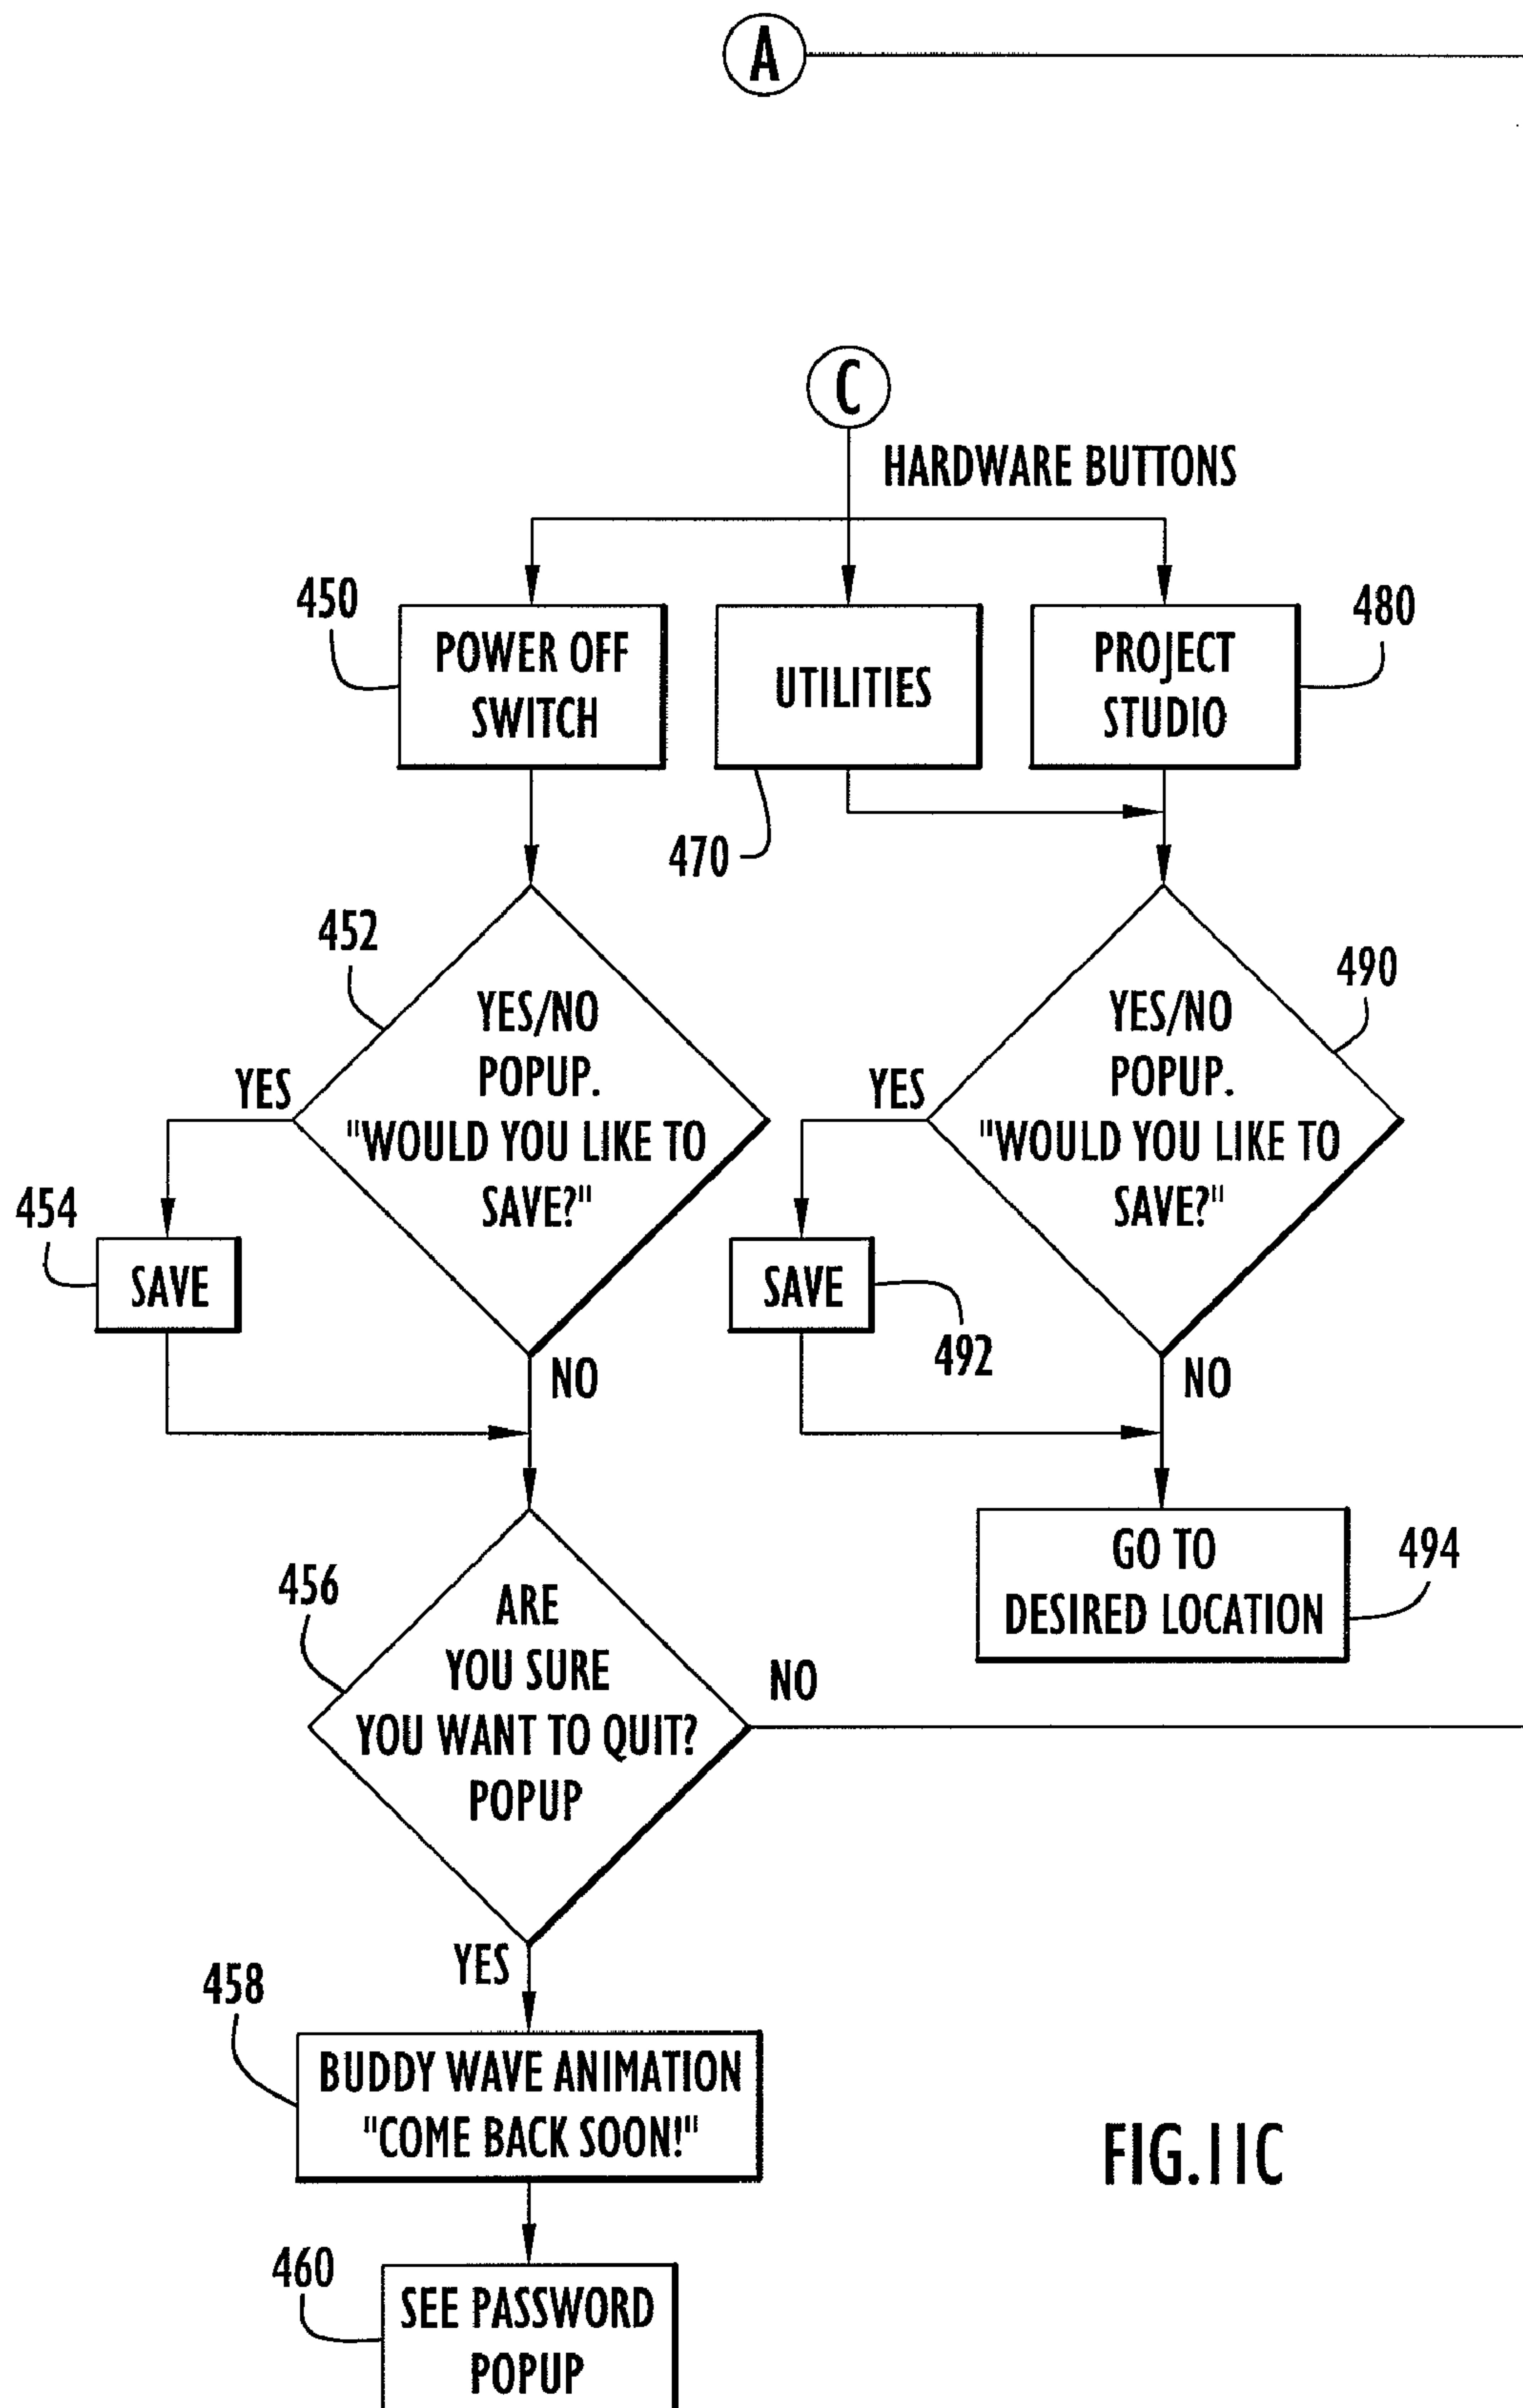 A
C
HARDWARE BUTTONS
450
POWER OFF
SWITCH
UTILITIES
PROJECT
STUDIO
480
470
452
YES/NO
POPUP.
"WOULD YOU LIKE TO
SAVE?"
YES
490
YES/NO
POPUP.
"WOULD YOU LIKE TO
SAVE?"
YES
454
SAVE
NO
SAVE
492
NO
456
ARE
YOU SURE
YOU WANT TO QUIT?
POPUP
NO
GO TO
DESIRED LOCATION
494
YES
458
BUDDY WAVE ANIMATION
"COME BACK SOON!"
460
SEE PASSWORD
POPUP
FIG.11C